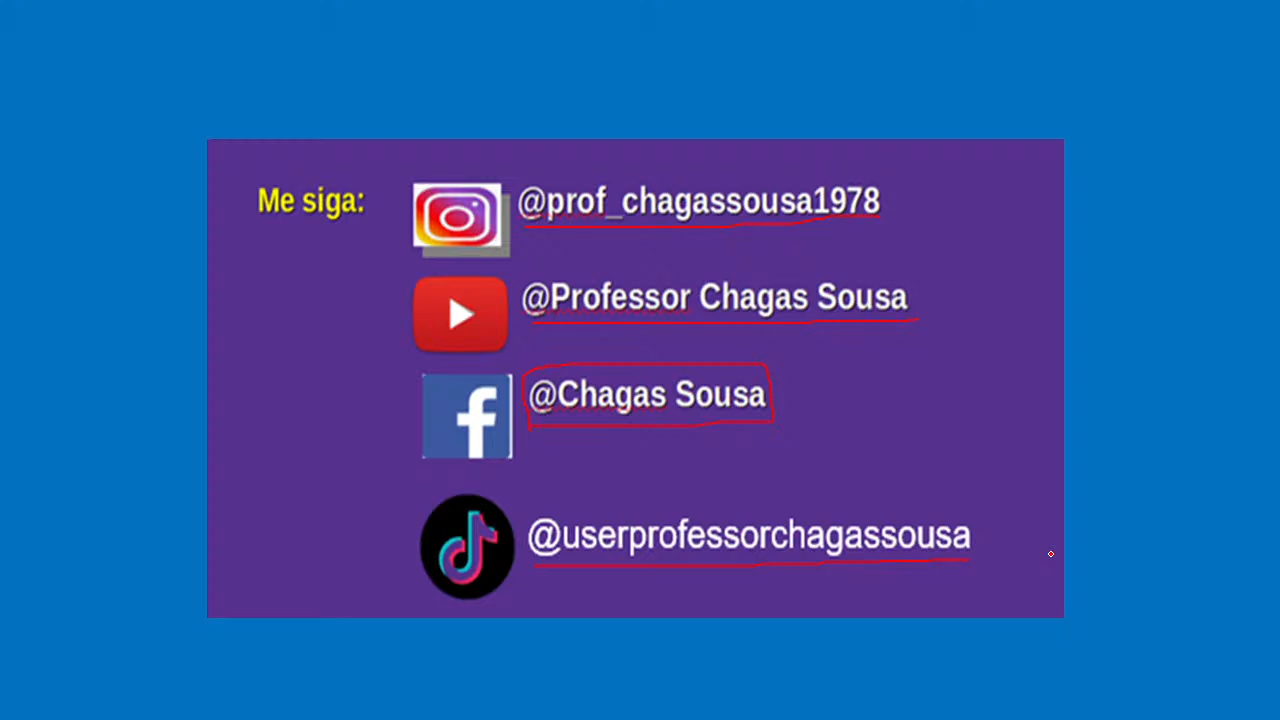 Me siga: @prof_chagassousa1978
@Professor Chagas Sousa
@Chagas Sousa
@userprofessorchagassousa